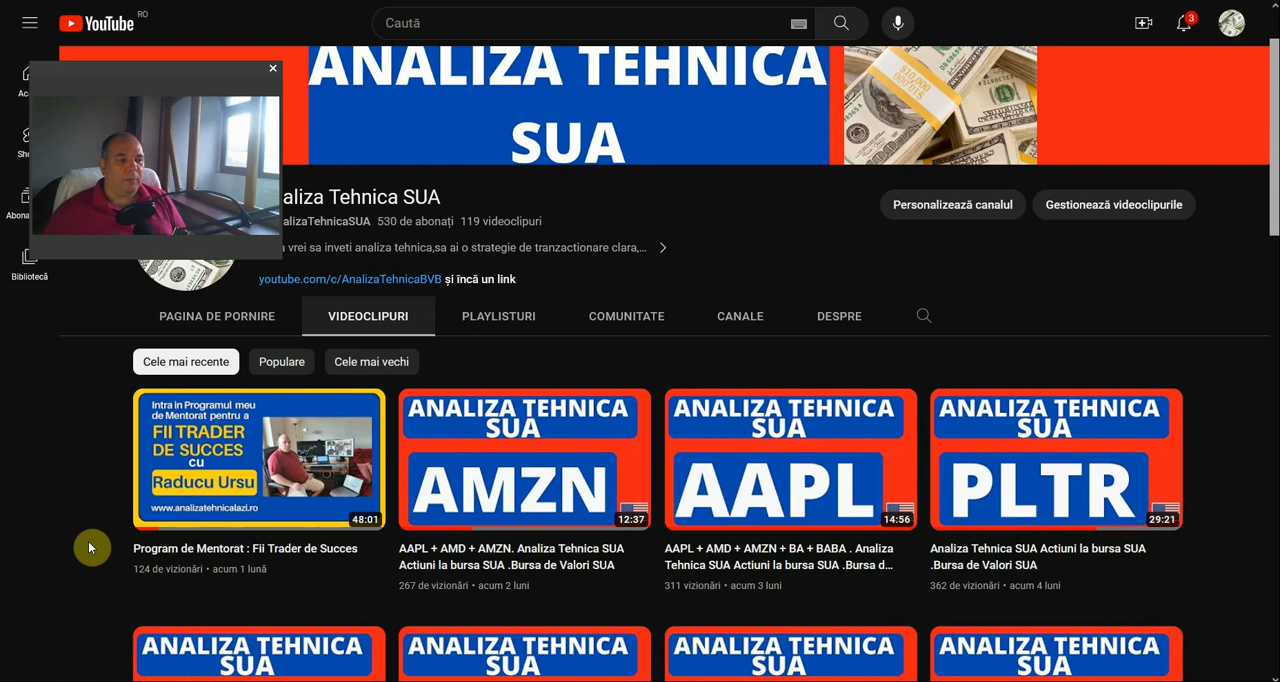 YouTube RO
Caută
3
ANALIZA TEHNICA
SUA
aliza Tehnica SUA
Personalizează canalul
Gestionează videoclipurile
alizaTehnicaSUA 530 de abonați 119 videoclipuri
vrei sa inveti analiza tehnica,sa ai o strategie de tranzactionare clara,...
youtube.com/c/AnalizaTehnicaBVB și încă un link
Bibliotecă
PAGINA DE PORNIRE
VIDEOCLIPURI
PLAYLISTURI
COMUNITATE
CANALE
DESPRE
Cele mai recente
Populare
Cele mai vechi
Intra in Programul meu
de Mentorat pentru a
FII TRADER
DE SUCCES
cu
Raducu Ursu
www.analizatehnicalazi.ro
48:01
Program de Mentorat : Fii Trader de Succes
124 de vizionări • acum 1 lună
ANALIZA TEHNICA
SUA
AMZN
12:37
AAPL + AMD + AMZN. Analiza Tehnica SUA
Actiuni la bursa SUA .Bursa de Valori SUA
267 de vizionări • acum 2 luni
ANALIZA TEHNICA
SUA
AAPL
14:56
AAPL + AMD + AMZN + BA + BABA . Analiza
Tehnica SUA Actiuni la bursa SUA .Bursa d...
311 vizionări • acum 3 luni
ANALIZA TEHNICA
SUA
PLTR
29:21
Analiza Tehnica SUA Actiuni la bursa SUA
.Bursa de Valori SUA
362 de vizionări • acum 4 luni
ANALIZA TEHNICA
SUA
ANALIZA TEHNICA
SUA
ANALIZA TEHNICA
SUA
ANALIZA TEHNICA
SUA